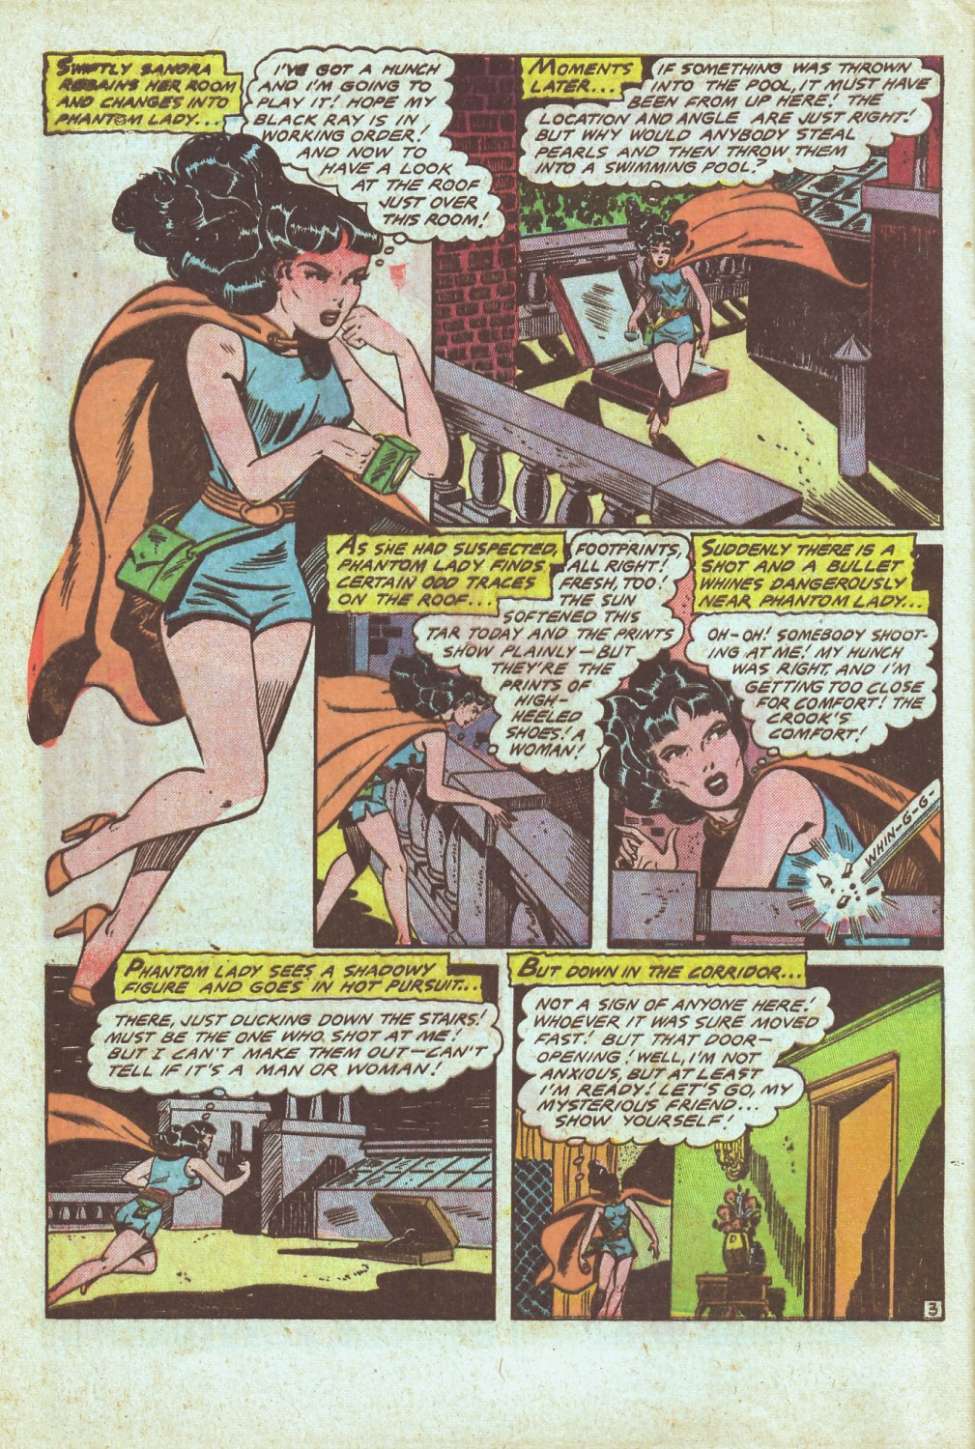 SWIFTLY SANDRA
REGAINS HER ROOM
AND CHANGES INTO
PHANTOM LADY...
I'VE GOT A HUNCH
AND I'M GOING TO
PLAY IT! HOPE MY
BLACK RAY IS IN
WORKING ORDER!
AND NOW TO
HAVE A LOOK
AT THE ROOF
JUST OVER
THIS ROOM!
MOMENTS
LATER...
IF SOMETHING WAS THROWN
INTO THE POOL, IT MUST HAVE
BEEN FROM UP HERE! THE
LOCATION AND ANGLE ARE JUST RIGHT!
BUT WHY WOULD ANYBODY STEAL
PEARLS AND THEN THROW THEM
INTO A SWIMMING POOL?
AS SHE HAD SUSPECTED,
PHANTOM LADY FINDS
CERTAIN ODD TRACES
ON THE ROOF...
FOOTPRINTS,
ALL RIGHT!
FRESH, TOO!
THE SUN
SOFTENED THIS
TAR TODAY AND THE PRINTS
SHOW PLAINLY—BUT
THEY'RE THE
PRINTS OF
HIGH-
HEELED
SHOES! A
WOMAN!
SUDDENLY THERE IS A
SHOT AND A BULLET
WHINES DANGEROUSLY
NEAR PHANTOM LADY...
OH-OH! SOMEBODY SHOOT-
ING AT ME! MY HUNCH
WAS RIGHT, AND I'M
GETTING TOO CLOSE
FOR COMFORT! THE
CROOK'S
COMFORT!
WHIN-G-G-
PHANTOM LADY SEES A SHADOWY
FIGURE AND GOES IN HOT PURSUIT...
THERE, JUST DUCKING DOWN THE STAIRS!
MUST BE THE ONE WHO SHOT AT ME!
BUT I CAN'T MAKE THEM OUT—CAN'T
TELL IF IT'S A MAN OR WOMAN!
BUT DOWN IN THE CORRIDOR...
NOT A SIGN OF ANYONE HERE!
WHOEVER IT WAS SURE MOVED
FAST! BUT THAT DOOR—
OPENING! WELL, I'M NOT
ANXIOUS, BUT AT LEAST
I'M READY! LET'S GO, MY
MYSTERIOUS FRIEND...
SHOW YOURSELF!
3